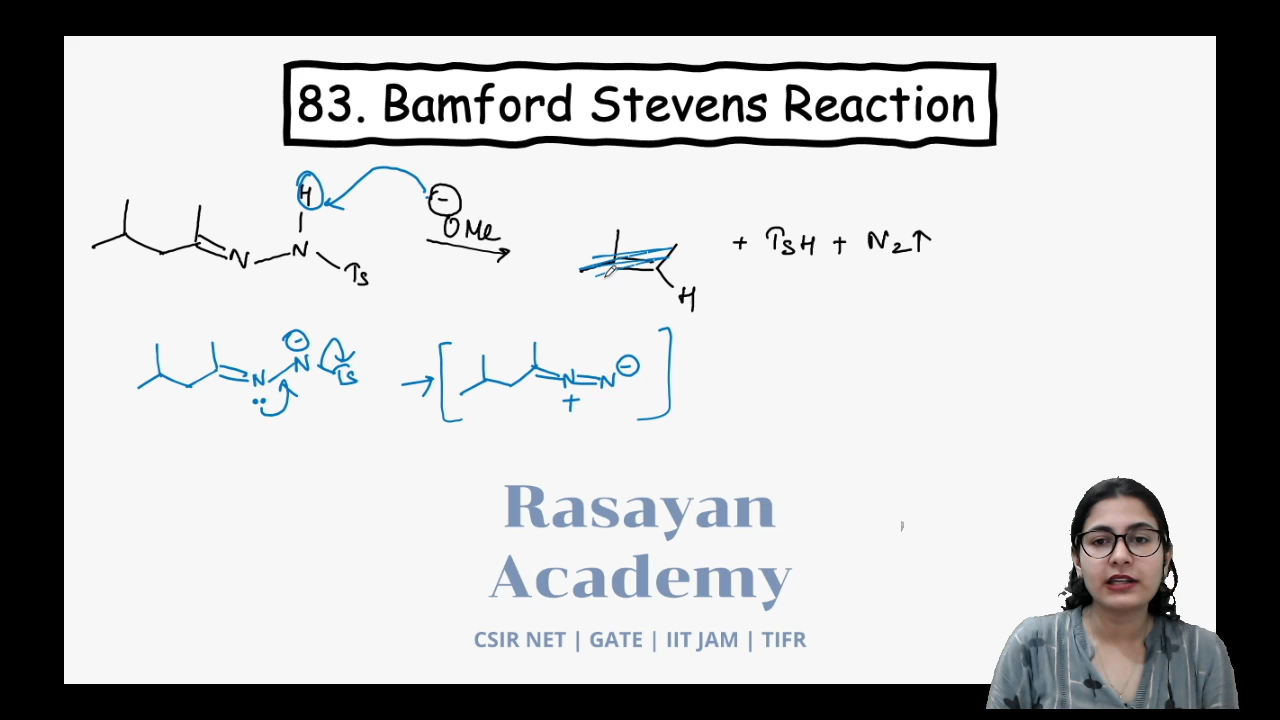 83. Bamford Stevens Reaction
H
N - N
Ts
- OMe
H
+ TsH + N2↑
N - N -
Ts
N = N -
+
Rasayan
Academy
CSIR NET | GATE | IIT JAM | TIFR